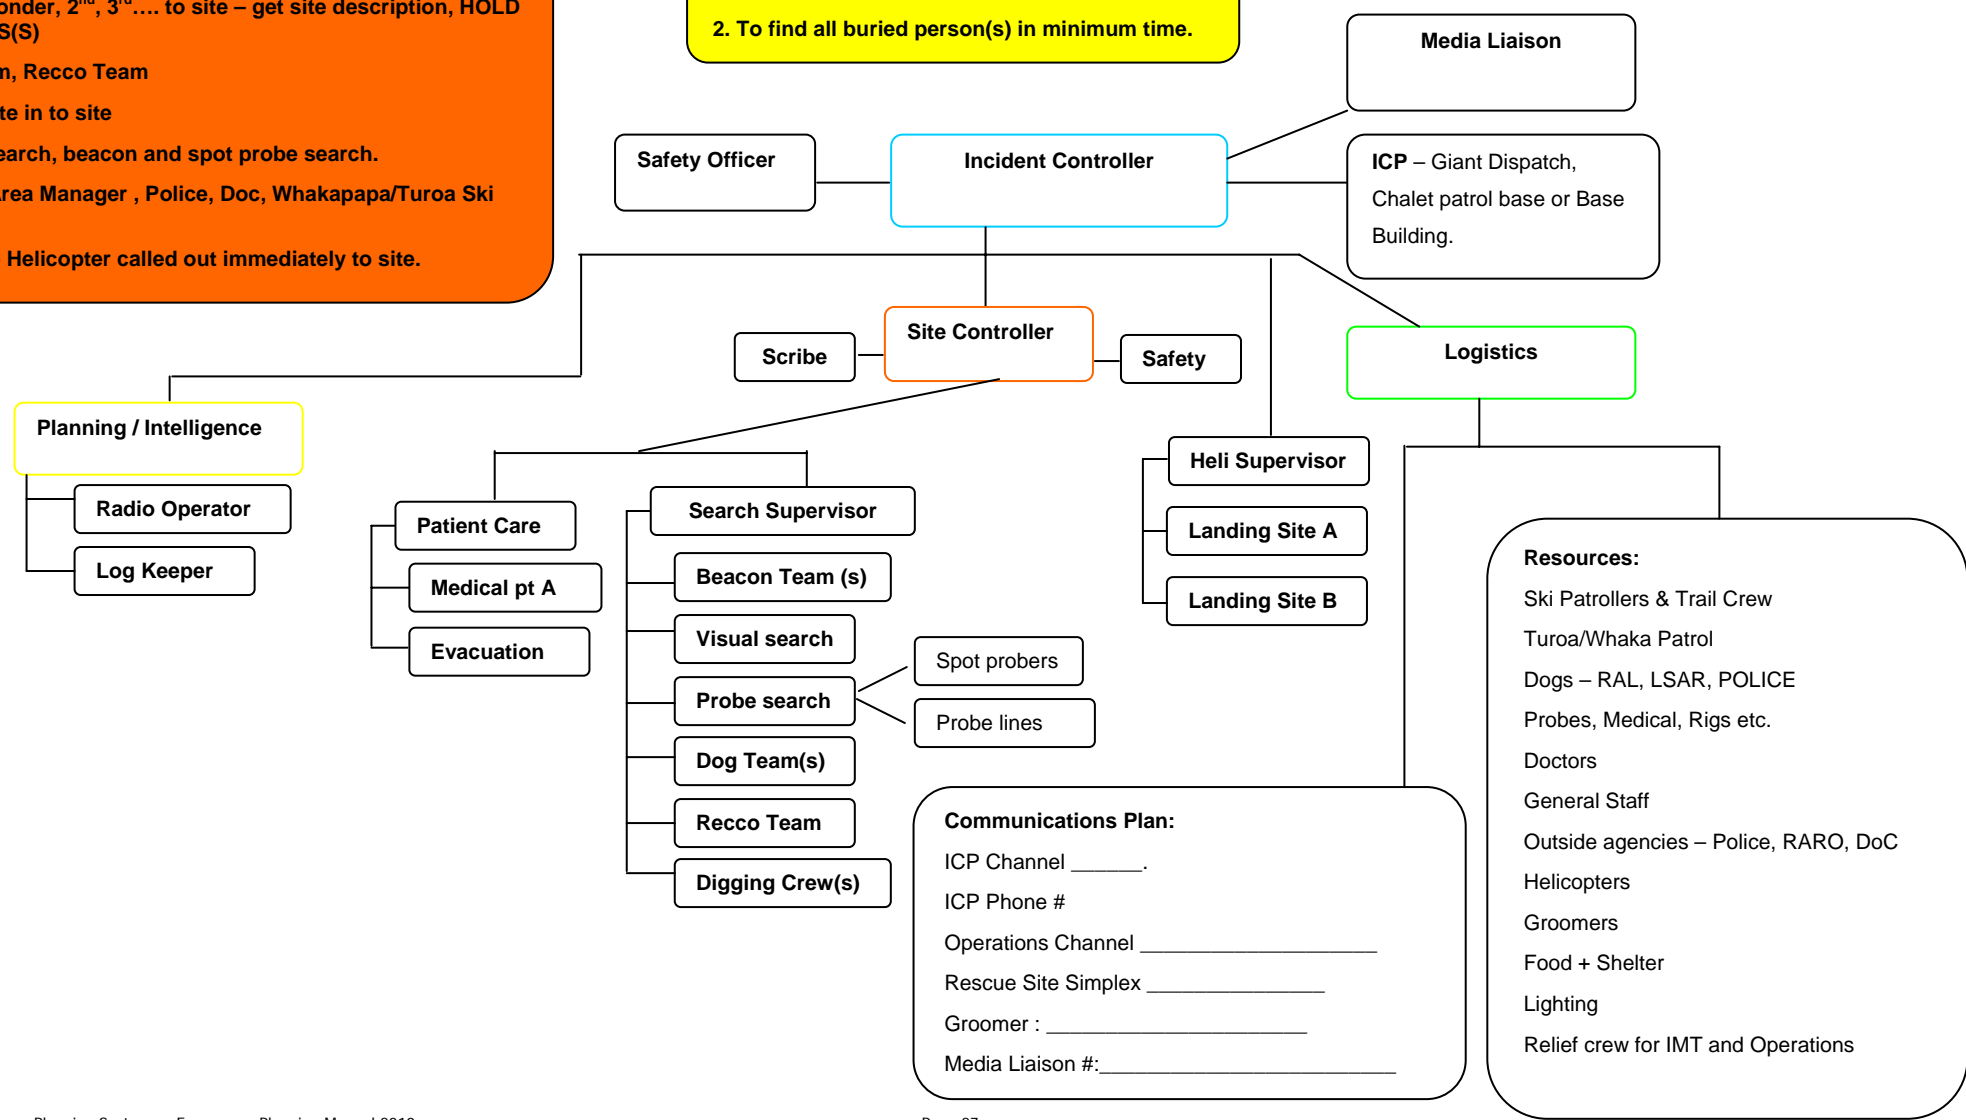 onder, 2nd, 3rd…. to site – get site description, HOLD
S(S)
, Recco Team
te in to site
earch, beacon and spot probe search.
rea Manager , Police, Doc, Whakapapa/Turoa Ski
Helicopter called out immediately to site.
2. To find all buried person(s) in minimum time.
Media Liaison
Safety Officer
Incident Controller
ICP – Giant Dispatch,
Chalet patrol base or Base
Building.
Site Controller
Scribe
Safety
Logistics
Planning / Intelligence
Radio Operator
Log Keeper
Patient Care
Medical pt A
Evacuation
Search Supervisor
Beacon Team (s)
Visual search
Probe search
Spot probers
Probe lines
Dog Team(s)
Recco Team
Digging Crew(s)
Heli Supervisor
Landing Site A
Landing Site B
Communications Plan:
ICP Channel ______.
ICP Phone #
Operations Channel ____________________
Rescue Site Simplex _______________
Groomer : ______________________
Media Liaison #:_________________________
Resources:
Ski Patrollers & Trail Crew
Turoa/Whaka Patrol
Dogs – RAL, LSAR, POLICE
Probes, Medical, Rigs etc.
Doctors
General Staff
Outside agencies – Police, RARO, DoC
Helicopters
Groomers
Food + Shelter
Lighting
Relief crew for IMT and Operations